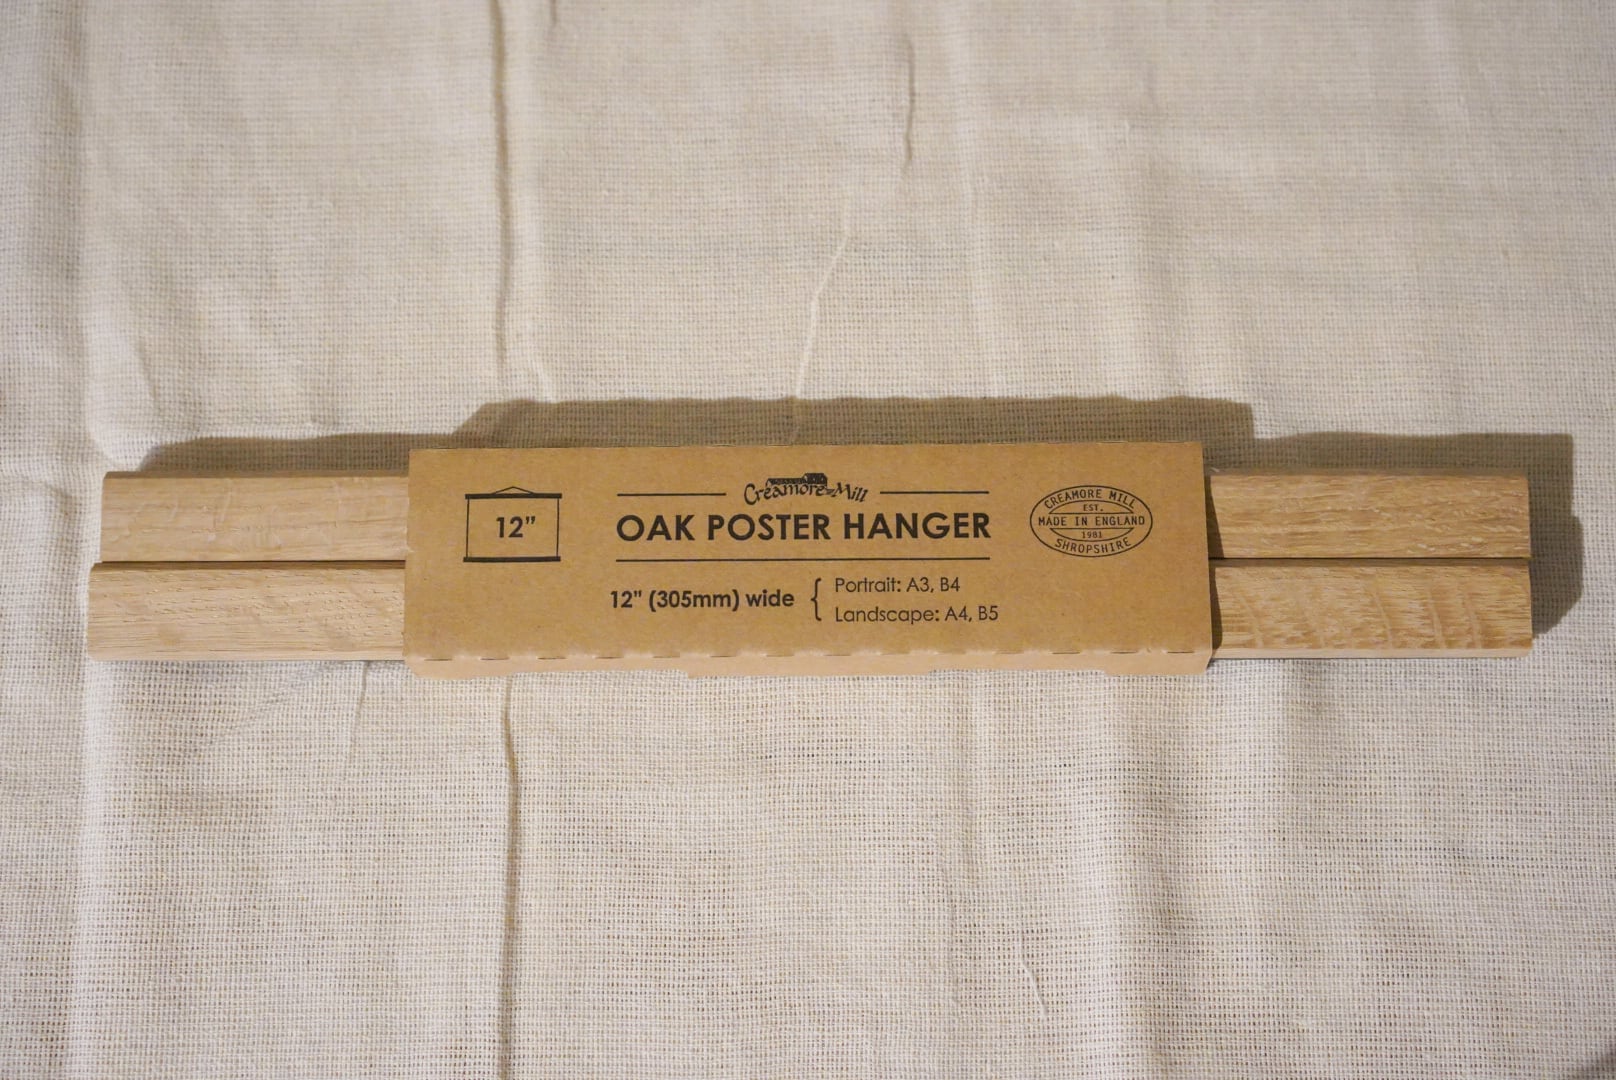 12”
Creamore Mill
OAK POSTER HANGER
12" (305mm) wide
Portrait: A3, B4
Landscape: A4, B5
CREAMORE MILL
EST.
MADE IN ENGLAND
1981
SHROPSHIRE